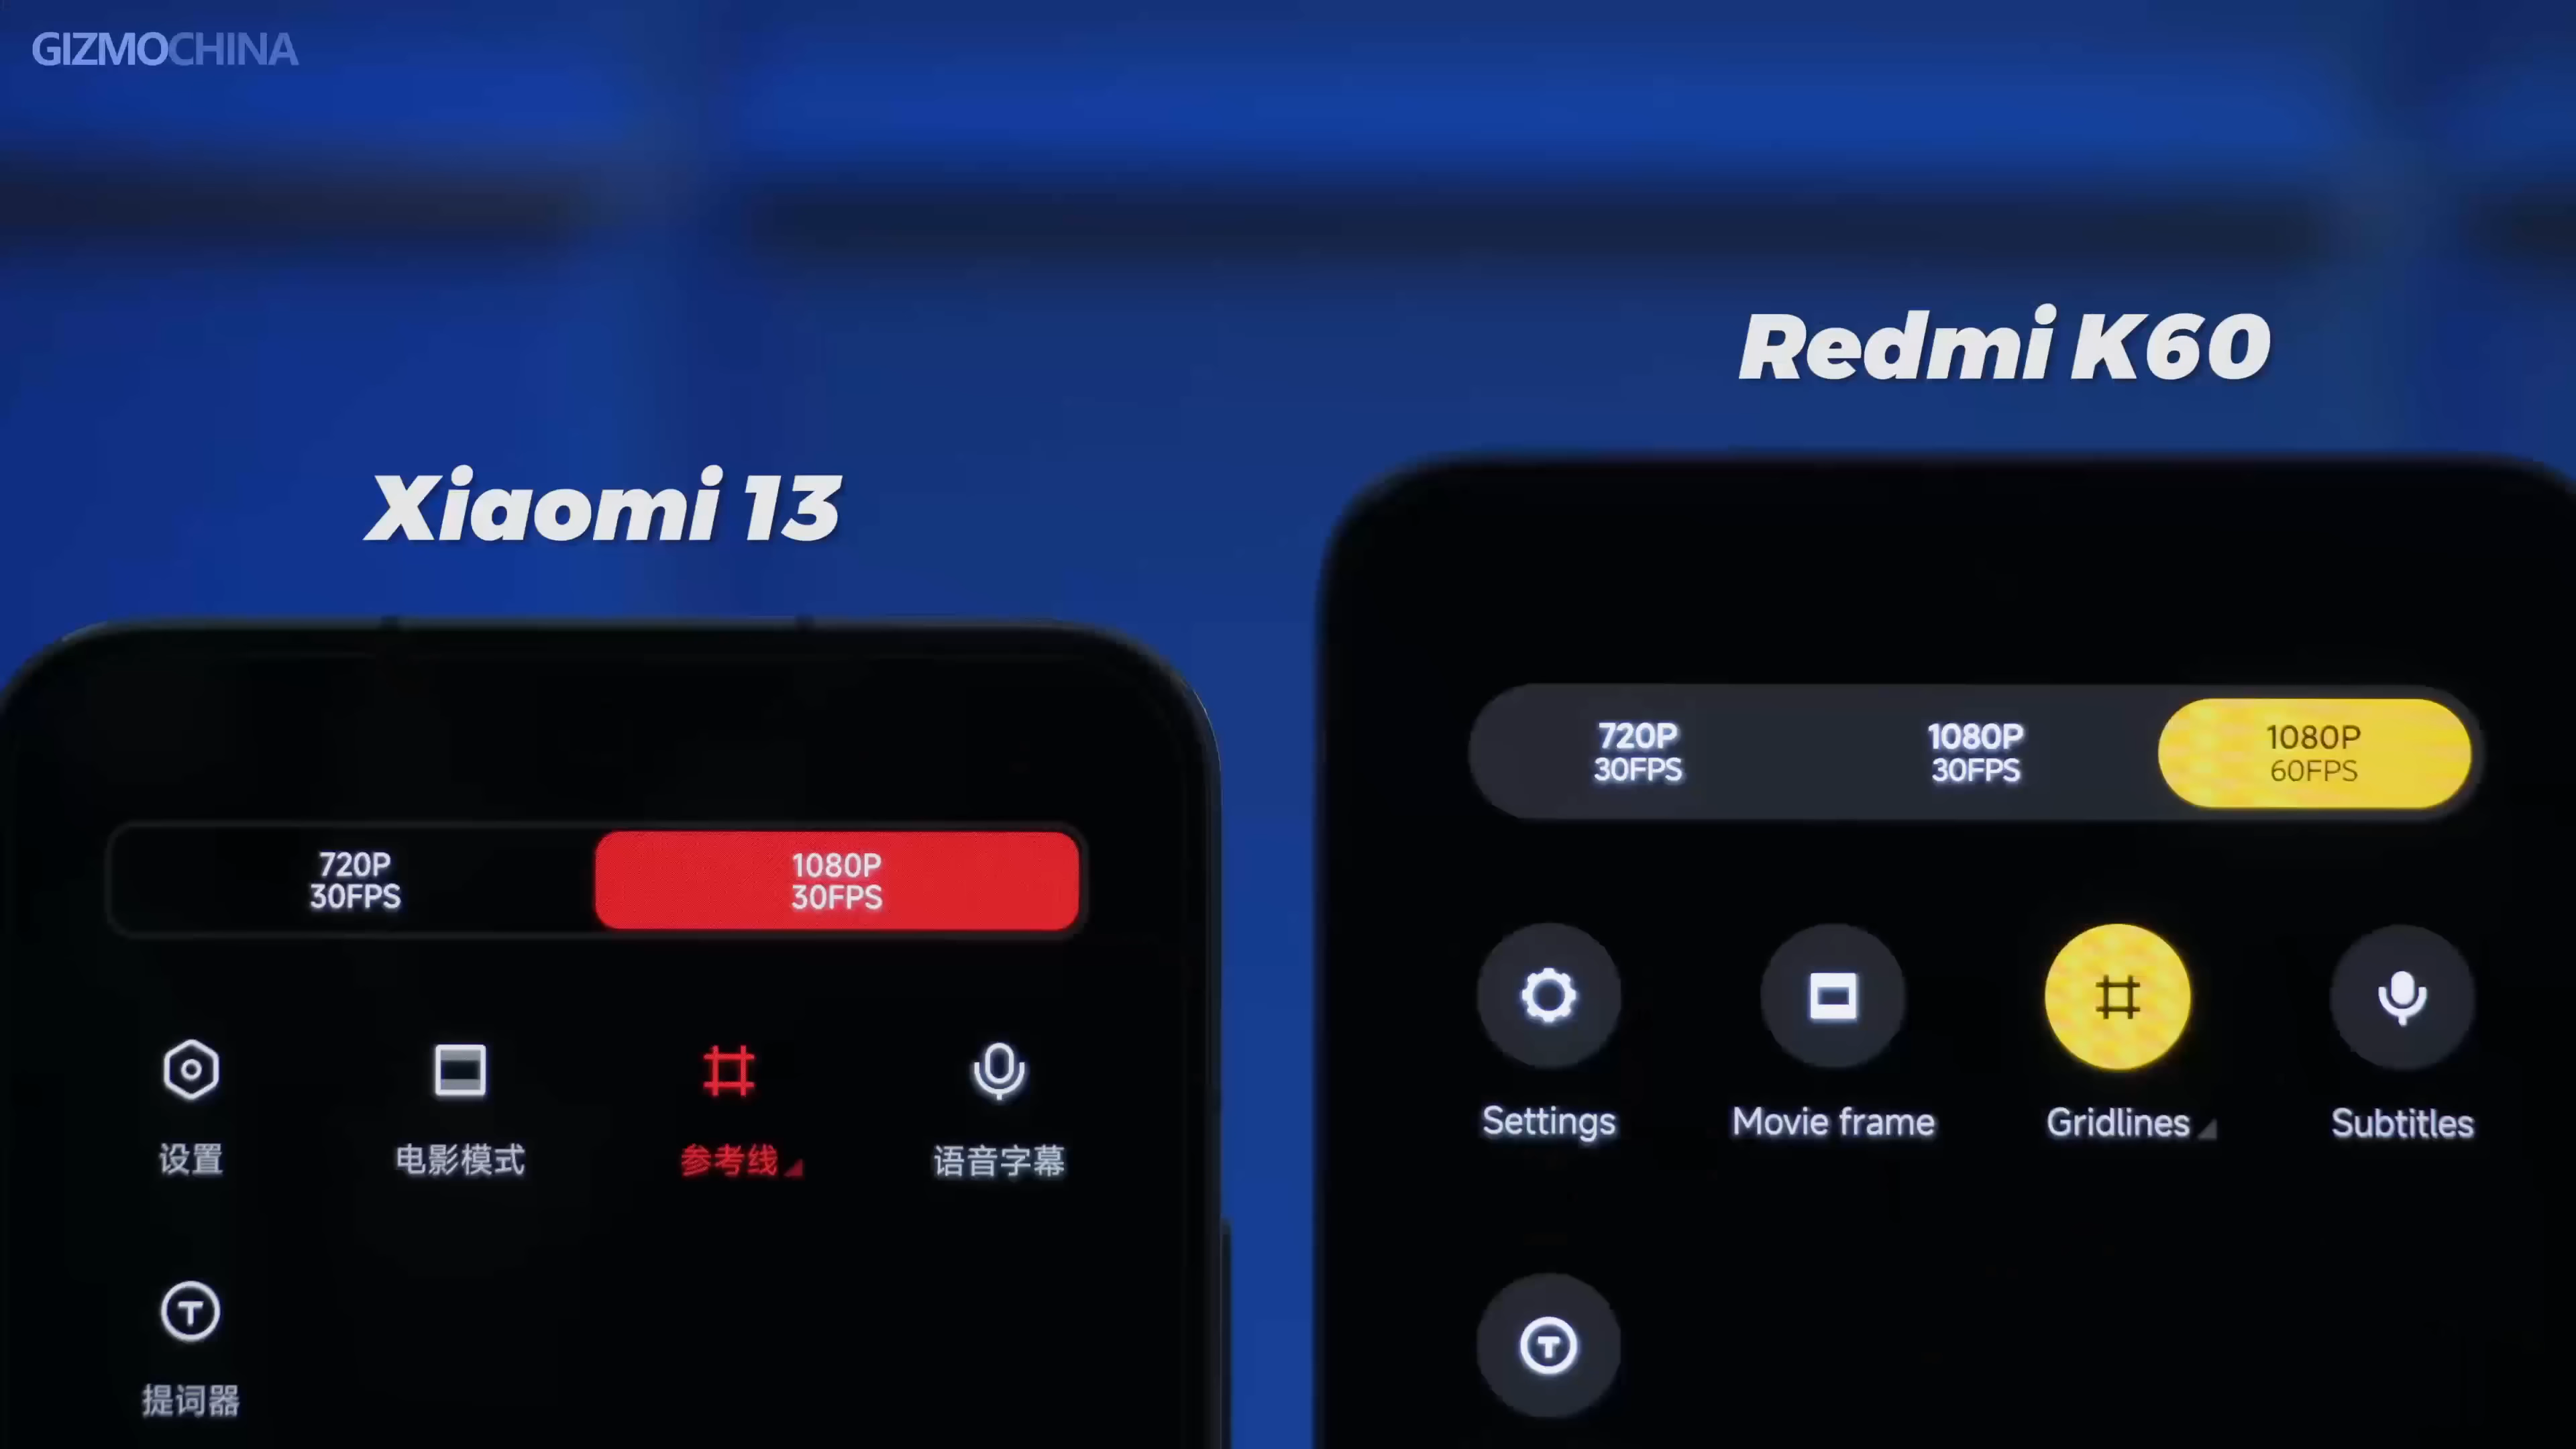 GIZMOCHINA
Xiaomi 13
720P
30FPS
1080P
30FPS
设置
电影模式
参考线
语音字幕
T
提词器
Redmi K60
720P
30FPS
1080P
30FPS
1080P
60FPS
Settings
Movie frame
Gridlines
Subtitles
T